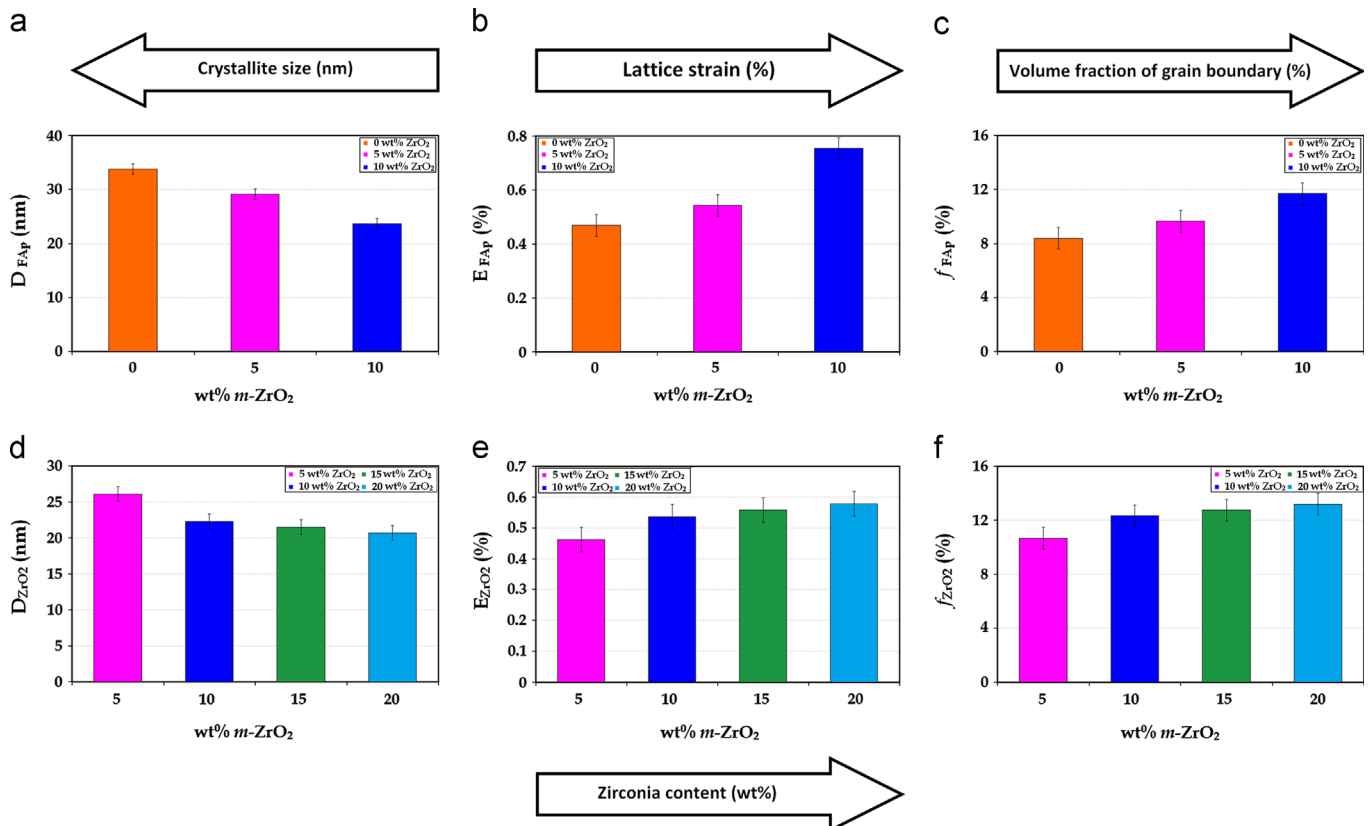 a
b
c
Crystallite size (nm)
Lattice strain (%)
Volume fraction of grain boundary (%)
40
30
20
10
0
D FAp (nm)
0 wt% ZrO₂
5 wt% ZrO₂
10 wt% ZrO₂
0 5 10
wt% m-ZrO₂
0.8
0.6
0.4
0.2
0
E FAp (%)
0 wt% ZrO₂
5 wt% ZrO₂
10 wt% ZrO₂
0 5 10
wt% m-ZrO₂
16
12
8
4
0
f FAp (%)
0 wt% ZrO₂
5 wt% ZrO₂
10 wt% ZrO₂
0 5 10
wt% m-ZrO₂
d
e
f
30
25
20
15
10
5
0
DZrO2 (nm)
5 wt% ZrO₂ 15 wt% ZrO₂
10 wt% ZrO₂ 20 wt% ZrO₂
5 10 15 20
wt% m-ZrO₂
0.7
0.6
0.5
0.4
0.3
0.2
0.1
0
EZrO2 (%)
5 wt% ZrO₂ 15 wt% ZrO₂
10 wt% ZrO₂ 20 wt% ZrO₂
5 10 15 20
wt% m-ZrO₂
16
12
8
4
0
fZrO2 (%)
5 wt% ZrO₂ 15 wt% ZrO₂
10 wt% ZrO₂ 20 wt% ZrO₂
5 10 15 20
wt% m-ZrO₂
Zirconia content (wt%)